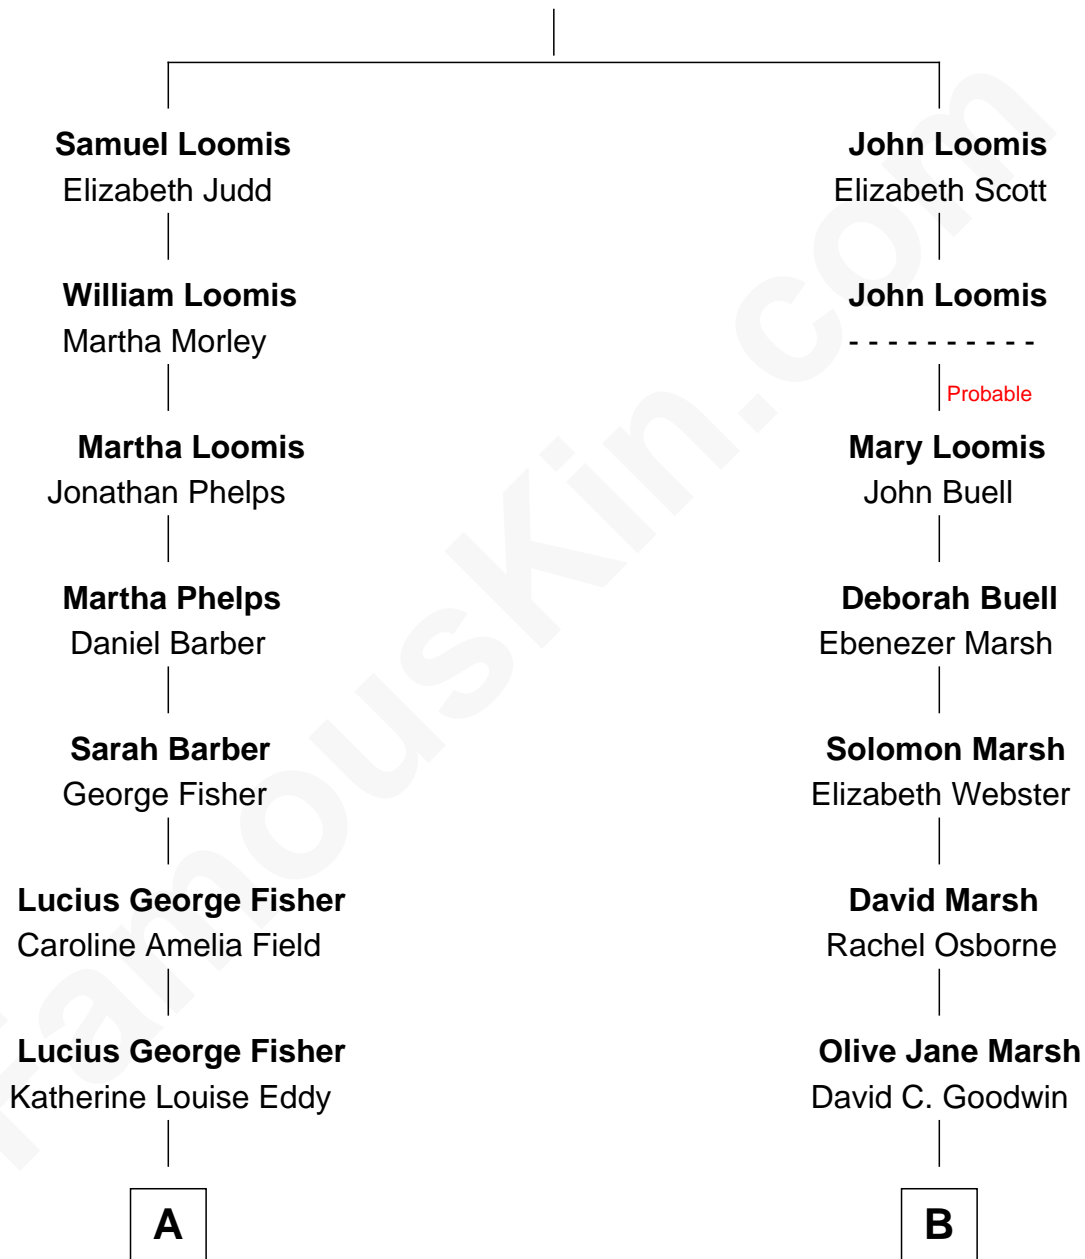 Samuel Loomis
Elizabeth Judd
William Loomis
Martha Morley
Martha Loomis
Jonathan Phelps
Martha Phelps
Daniel Barber
Sarah Barber
George Fisher
Lucius George Fisher
Caroline Amelia Field
Lucius George Fisher
Katherine Louise Eddy
A
John Loomis
Elizabeth Scott
John Loomis
- - - - - - - - - -
Probable
Mary Loomis
John Buell
Deborah Buell
Ebenezer Marsh
Solomon Marsh
Elizabeth Webster
David Marsh
Rachel Osborne
Olive Jane Marsh
David C. Goodwin
B
FamousKin.com